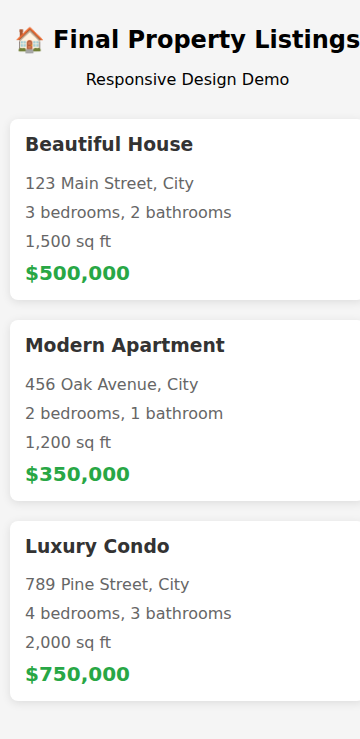 🏠 Final Property Listings
Responsive Design Demo
Beautiful House
123 Main Street, City
3 bedrooms, 2 bathrooms
1,500 sq ft
$500,000
Modern Apartment
456 Oak Avenue, City
2 bedrooms, 1 bathroom
1,200 sq ft
$350,000
Luxury Condo
789 Pine Street, City
4 bedrooms, 3 bathrooms
2,000 sq ft
$750,000